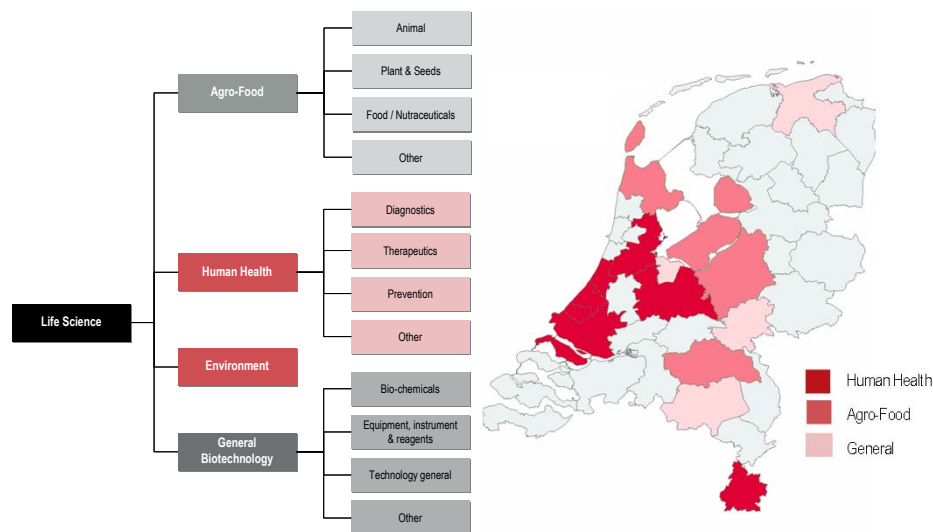 Life Science
Agro-Food
Animal
Plant & Seeds
Food / Nutraceuticals
Other
Human Health
Diagnostics
Therapeutics
Prevention
Other
Environment
General
Biotechnology
Bio-chemicals
Equipment, instrument
& reagents
Technology general
Other
Human Health
Agro-Food
General